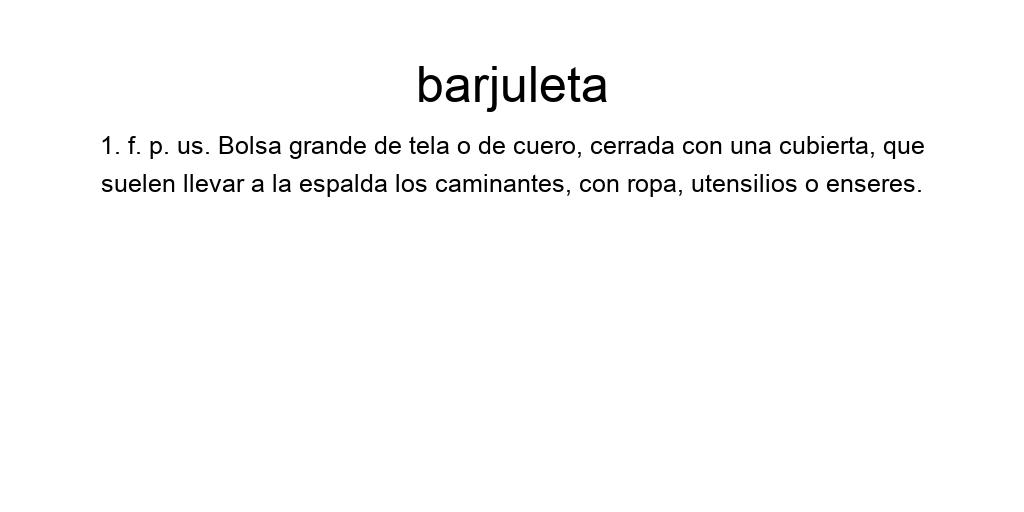 barjuleta
1. f. p. us. Bolsa grande de tela o de cuero, cerrada con una cubierta, que
suelen llevar a la espalda los caminantes, con ropa, utensilios o enseres.